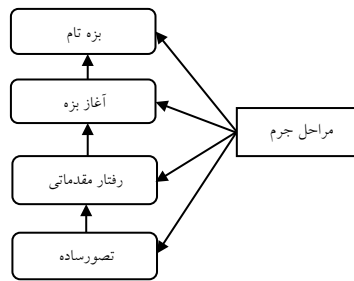 بزه تام
آغاز بزه
مراحل جرم
رفتار مقدماتی
تصورساده